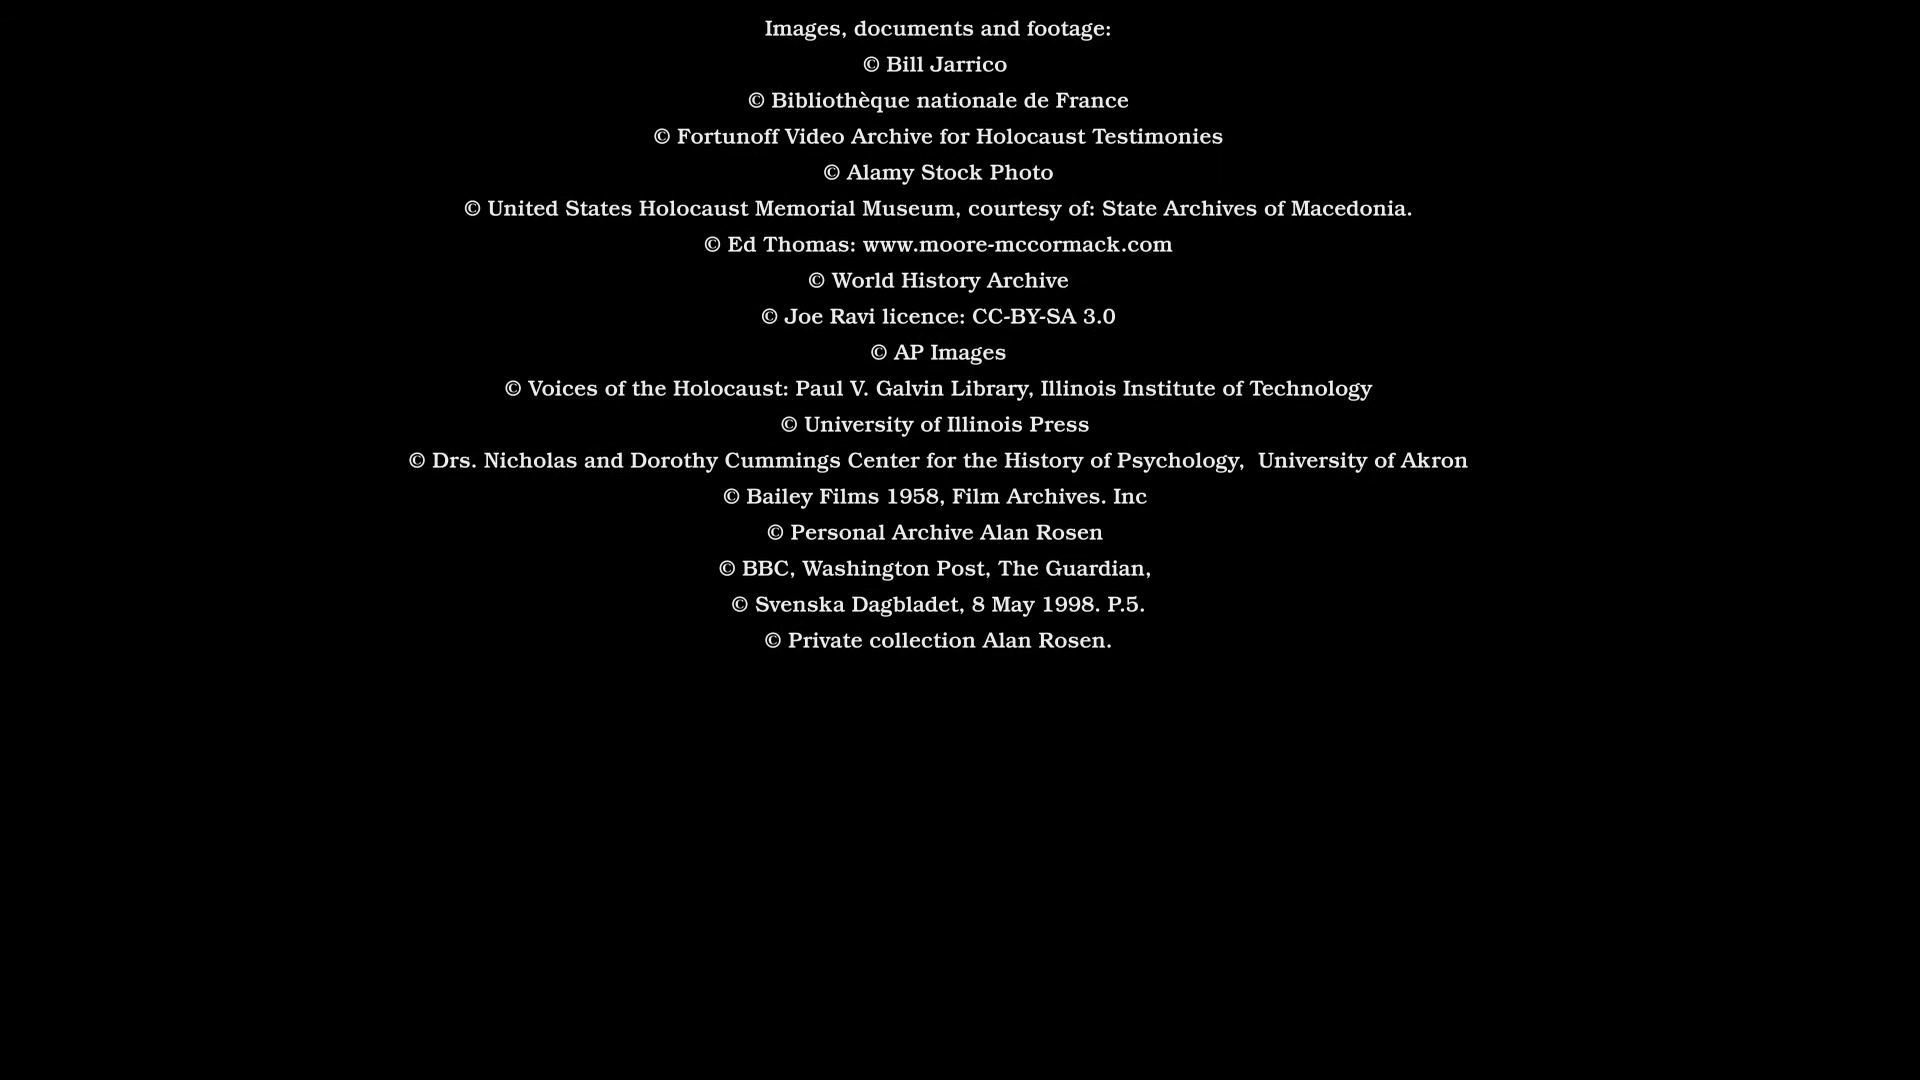 Images, documents and footage:
© Bill Jarrico
© Bibliothèque nationale de France
© Fortunoff Video Archive for Holocaust Testimonies
© Alamy Stock Photo
© United States Holocaust Memorial Museum, courtesy of: State Archives of Macedonia.
© Ed Thomas: www.moore-mccormack.com
© World History Archive
© Joe Ravi licence: CC-BY-SA 3.0
© AP Images
© Voices of the Holocaust: Paul V. Galvin Library, Illinois Institute of Technology
© University of Illinois Press
© Drs. Nicholas and Dorothy Cummings Center for the History of Psychology,  University of Akron
© Bailey Films 1958, Film Archives. Inc
© Personal Archive Alan Rosen
© BBC, Washington Post, The Guardian,
© Svenska Dagbladet, 8 May 1998. P.5.
© Private collection Alan Rosen.